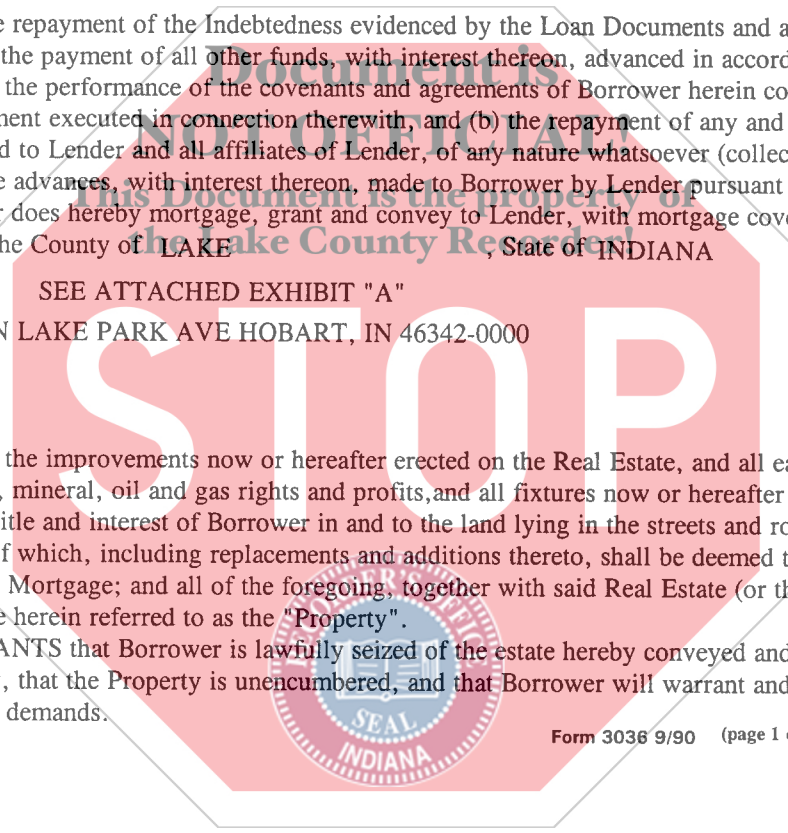 e repayment of the Indebtedness evidenced by the Loan Documents and a
the payment of all other funds, with interest thereon, advanced in accord
Document is
the performance of the covenants and agreements of Borrower herein co
ment executed in connection therewith, and (b) the repayment of any and
NOT OFFICIAL!
d to Lender and all affiliates of Lender, of any nature whatsoever (collec
e advances, with interest thereon, made to Borrower by Lender pursuant
This Document is the property of
r does hereby mortgage, grant and convey to Lender, with mortgage cove
he County of LAKE , State of INDIANA
the Lake County Recorder!
SEE ATTACHED EXHIBIT "A"
N LAKE PARK AVE HOBART, IN 46342-0000
STOP
the improvements now or hereafter erected on the Real Estate, and all ea
, mineral, oil and gas rights and profits,and all fixtures now or hereafter
itle and interest of Borrower in and to the land lying in the streets and ro
f which, including replacements and additions thereto, shall be deemed t
Mortgage; and all of the foregoing, together with said Real Estate (or th
e herein referred to as the "Property".
ANTS that Borrower is lawfully seized of the estate hereby conveyed and
, that the Property is unencumbered, and that Borrower will warrant and
demands.
RECORDER'S OFFICE
SEAL
INDIANA
Form 3036 9/90 (page 1